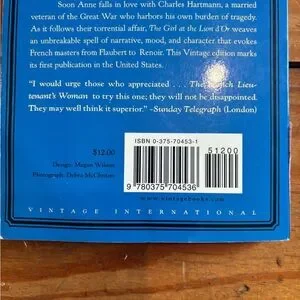 Soon Anne falls in love with Charles Hartmann, a married
veteran of the Great War who harbors his own burden of tragedy.
As it follows their torrential affair, The Girl at the Lion d'Or weaves
an unbreakable spell of narrative, mood, and character that evokes
French masters from Flaubert to Renoir. This Vintage edition marks
its first publication in the United States.
"I would urge those who appreciated . . . The French Lieu-
tenant's Woman to try this one; they will not be disappointed.
They may well think it superior." -Sunday Telegraph (London)
ISBN 0-375-70453-1
51200
$12.00
Design: Megan Wilson
Photograph: Debra McClinton
9 780375 704536
www.vintagebooks.com
VINTAGE INTERNATIONAL